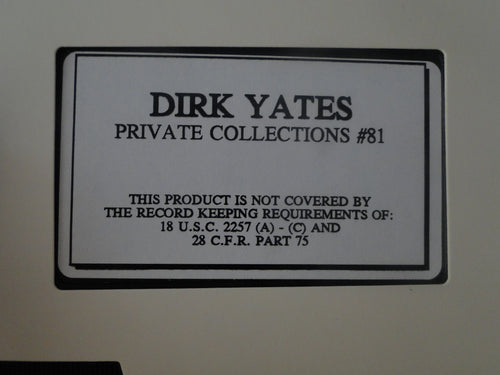 DIRK YATES
PRIVATE COLLECTIONS #81
THIS PRODUCT IS NOT COVERED BY
THE RECORD KEEPING REQUIREMENTS OF:
18 U.S.C. 2257 (A) - (C) AND
28 C.F.R. PART 75